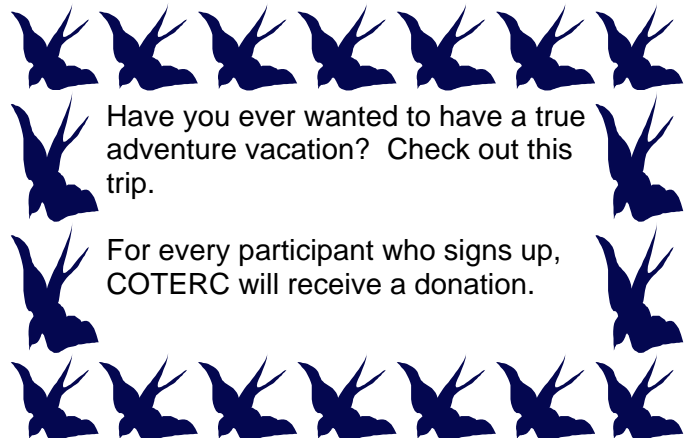 Have you ever wanted to have a true
adventure vacation?  Check out this
trip.
For every participant who signs up,
COTERC will receive a donation.